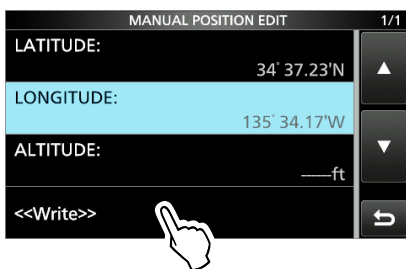 MANUAL POSITION EDIT 1/1
LATITUDE:
34° 37.23'N
LONGITUDE:
135° 34.17'W
ALTITUDE:
-----ft
<<Write>>